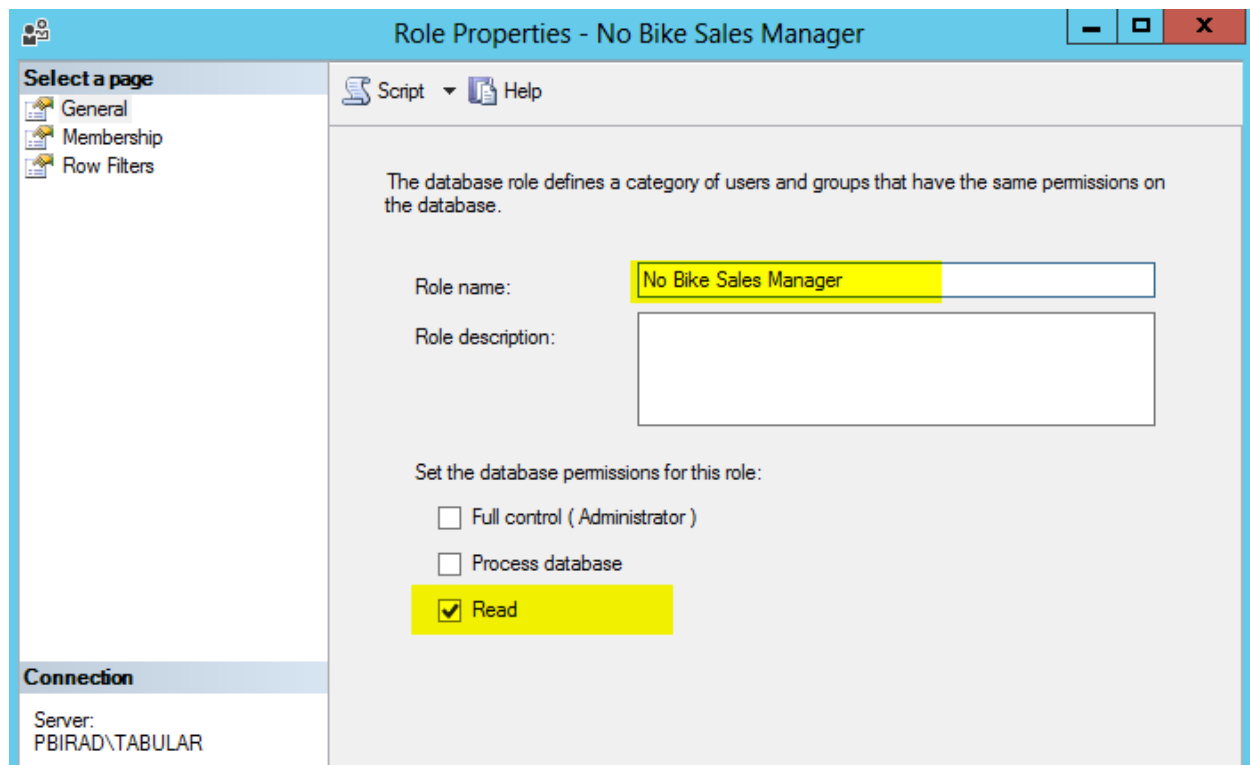 Role Properties - No Bike Sales Manager
Select a page
General
Membership
Row Filters
Script
Help
The database role defines a category of users and groups that have the same permissions on
the database.
Role name:
No Bike Sales Manager
Role description:
Set the database permissions for this role:
Full control ( Administrator )
Process database
Read
Connection
Server:
PBIRAD\TABULAR